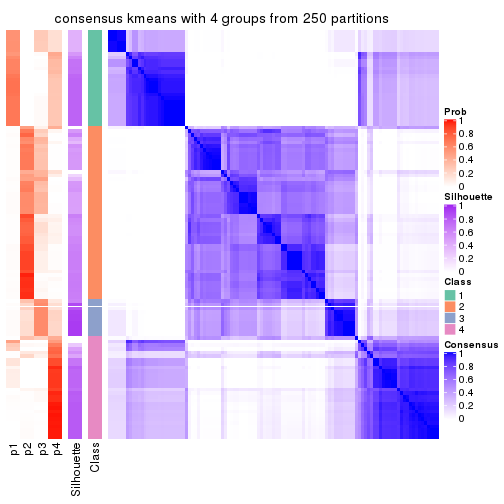 consensus kmeans with 4 groups from 250 partitions
Prob
1
0.8
0.6
0.4
0.2
0
Silhouette
1
0.8
0.6
0.4
0.2
0
Class
1
2
3
4
Consensus
1
0.8
0.6
0.4
0.2
0
p1
p2
p3
p4
Silhouette
Class